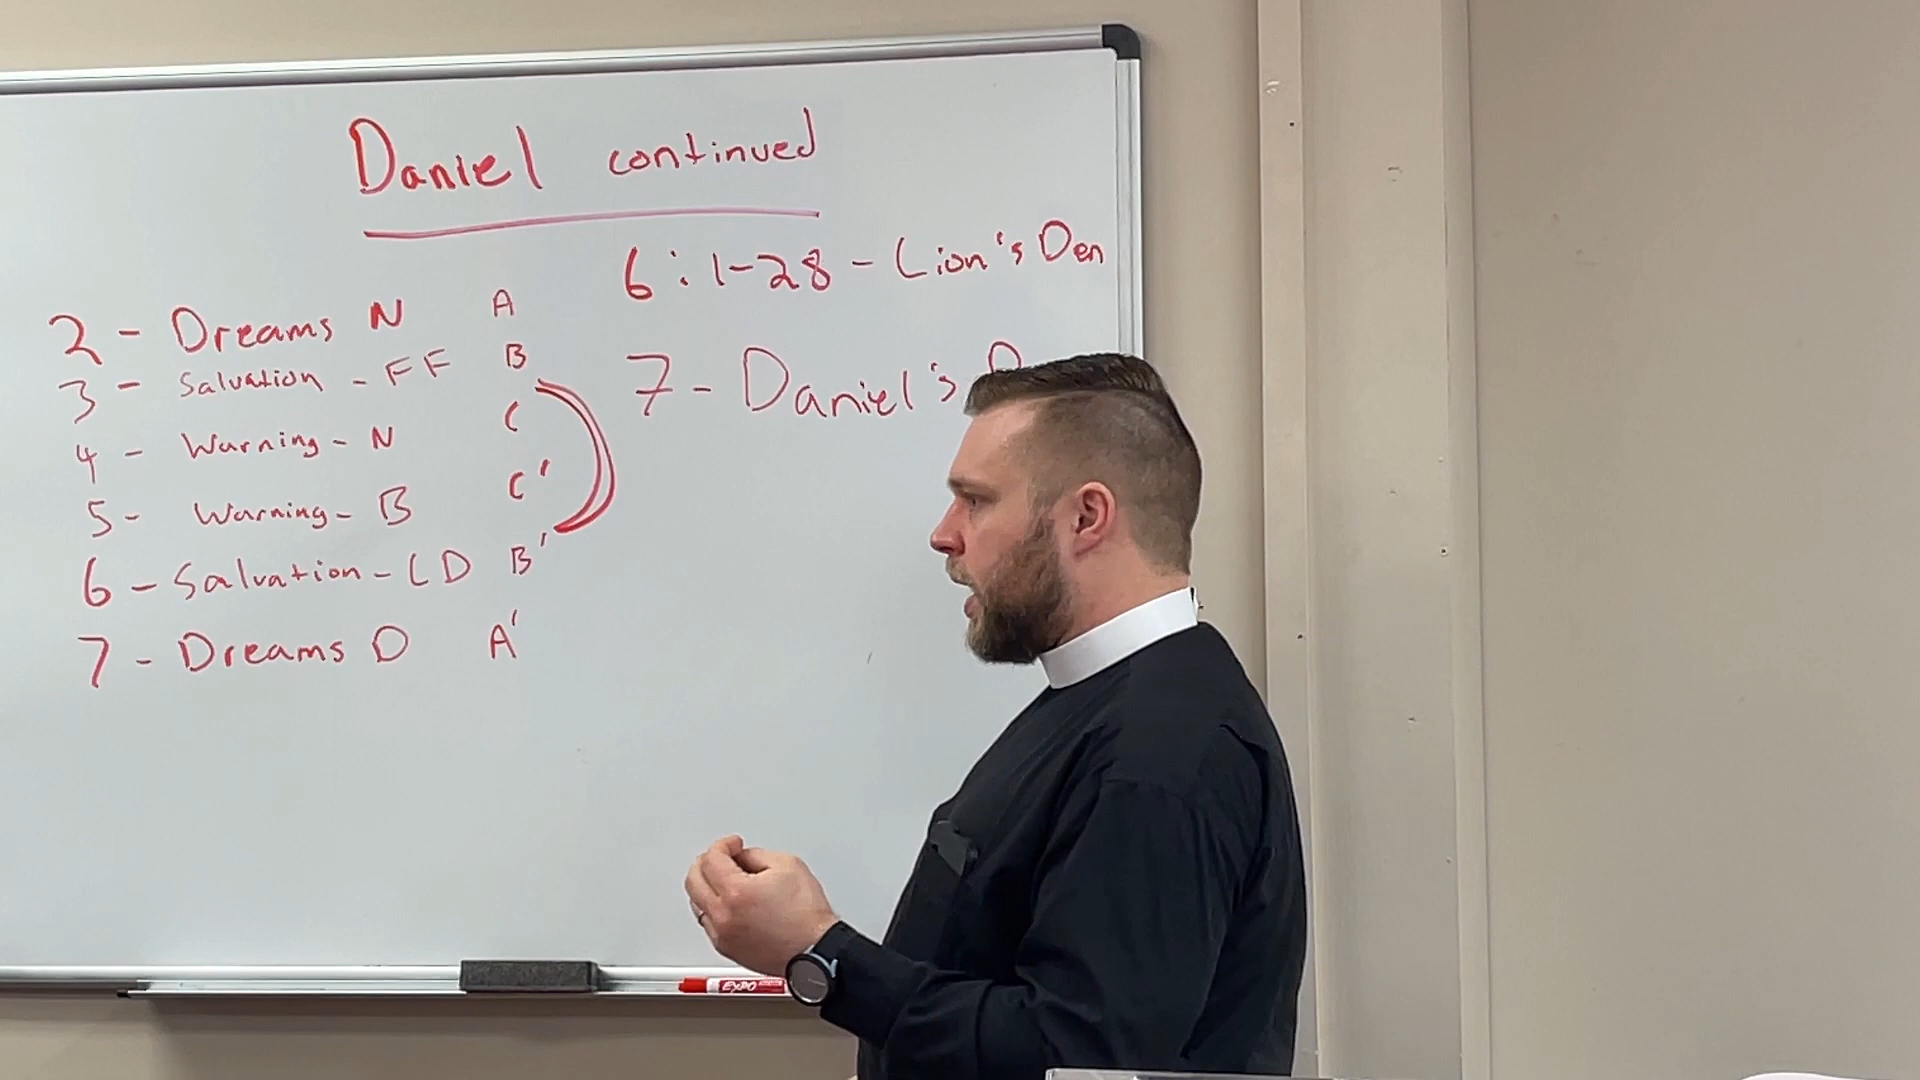 Daniel continued
2 - Dreams N A
3 - Salvation - FF B
4 - Warning - N C
5 - Warning - B C'
6 - Salvation - LD B'
7 - Dreams D A'
6:1-28 - Lion's Den
7 - Daniel's
EXPO